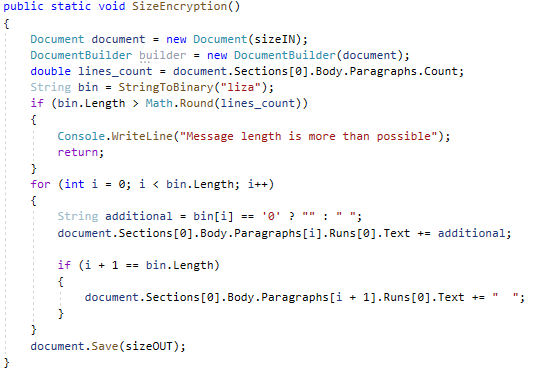 public static void SizeEncryption()
{
    Document document = new Document(sizeIN);
    DocumentBuilder builder = new DocumentBuilder(document);
    double lines_count = document.Sections[0].Body.Paragraphs.Count;
    String bin = StringToBinary("liza");
    if (bin.Length > Math.Round(lines_count))
    {
        Console.WriteLine("Message length is more than possible");
        return;
    }
    for (int i = 0; i < bin.Length; i++)
    {
        String additional = bin[i] == '0' ? "" : " ";
        document.Sections[0].Body.Paragraphs[i].Runs[0].Text += additional;

        if (i + 1 == bin.Length)
        {
            document.Sections[0].Body.Paragraphs[i + 1].Runs[0].Text += "  ";
        }
    }
    document.Save(sizeOUT);
}